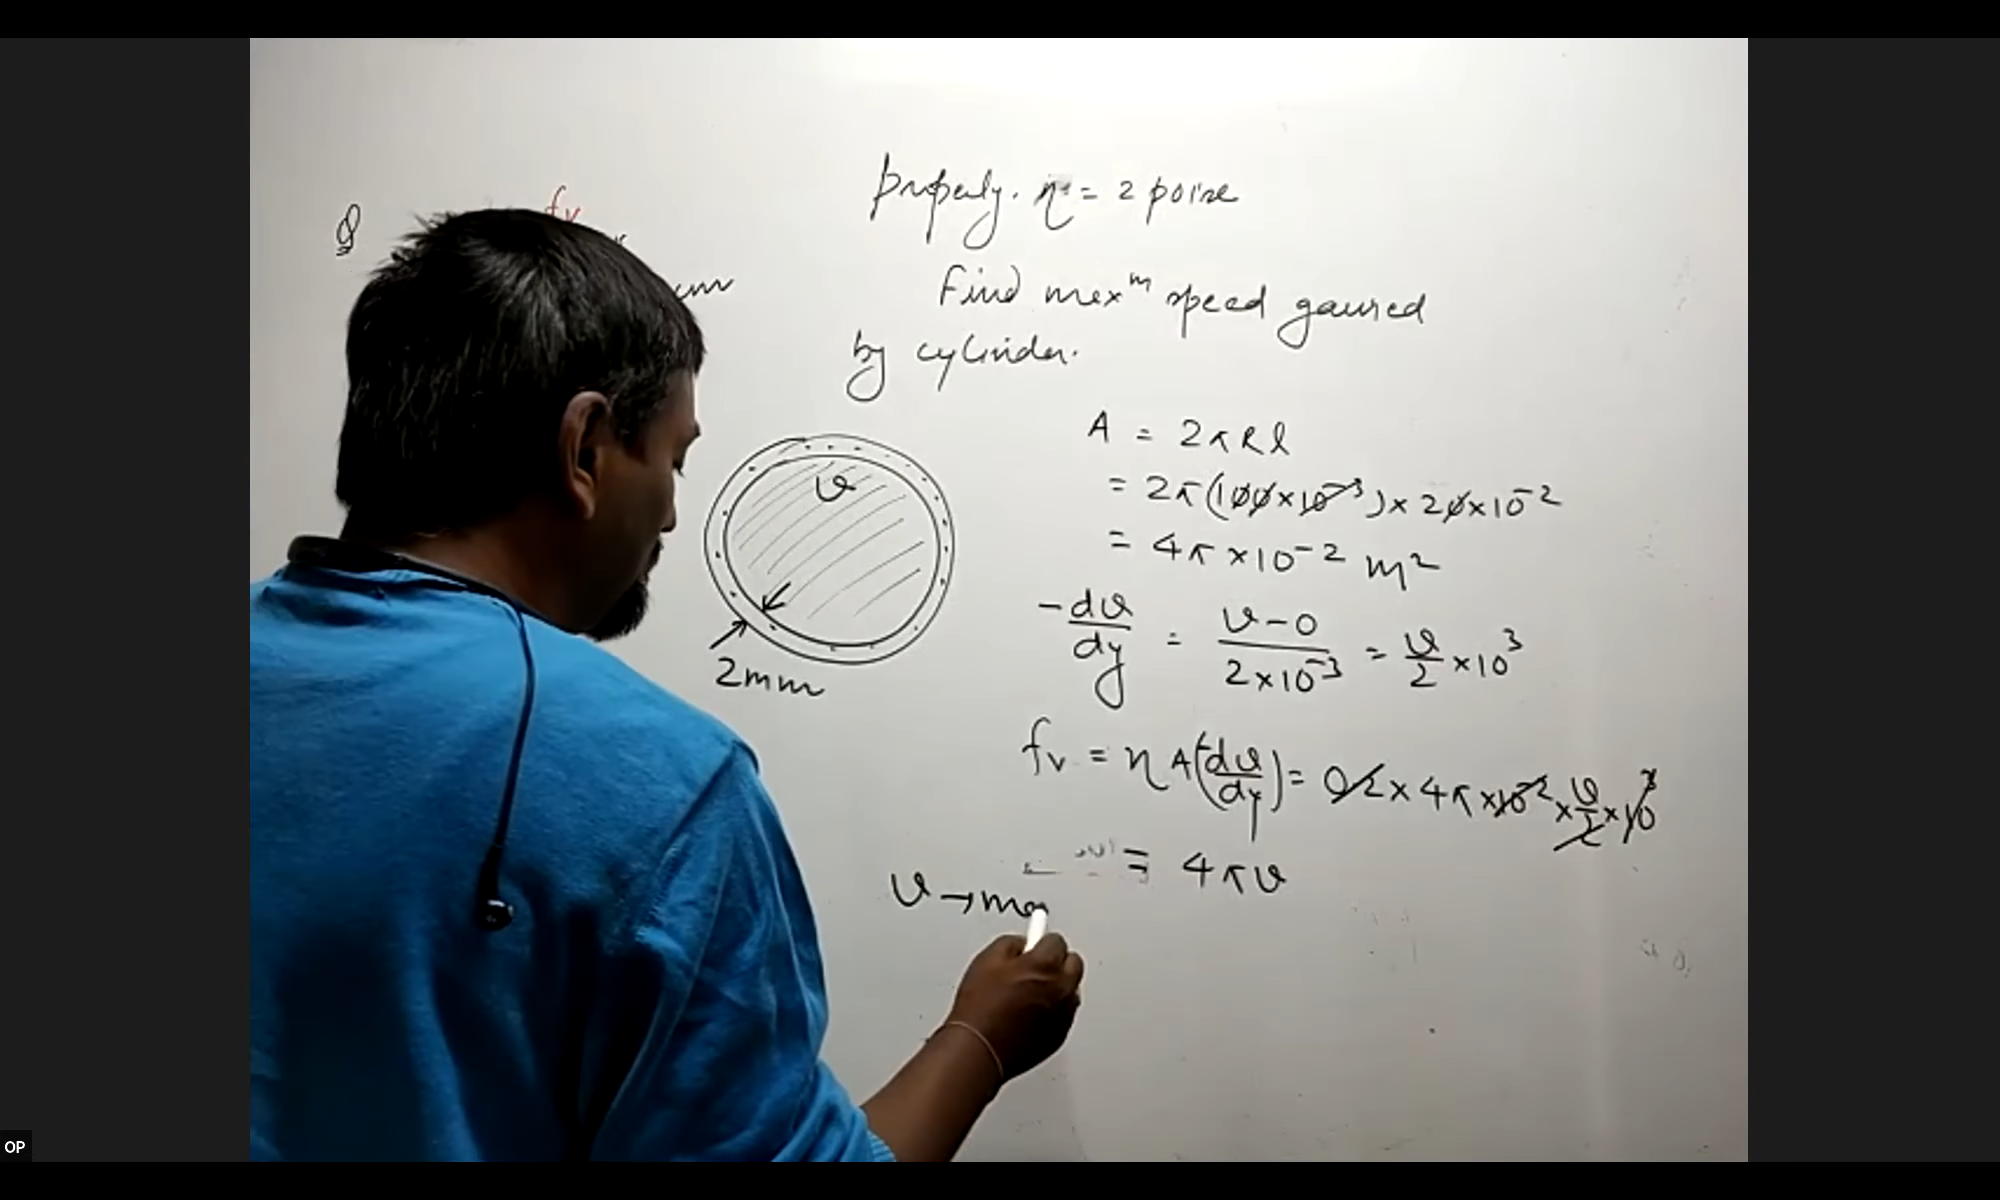 Q
fv
cm
properly. η = 2 poise
Find maxᵐ speed gained
by cylinder.
A = 2πRl
= 2π(100×10⁻³)×20×10⁻²
= 4π×10⁻² m²
-dv/dy = v-0/2×10⁻³ = v/2 ×10³
fv = ηA(-dv/dy) = 0.2×4π×10⁻²×v/2×10³
= 4πv
v → ma
v
2mm
OP